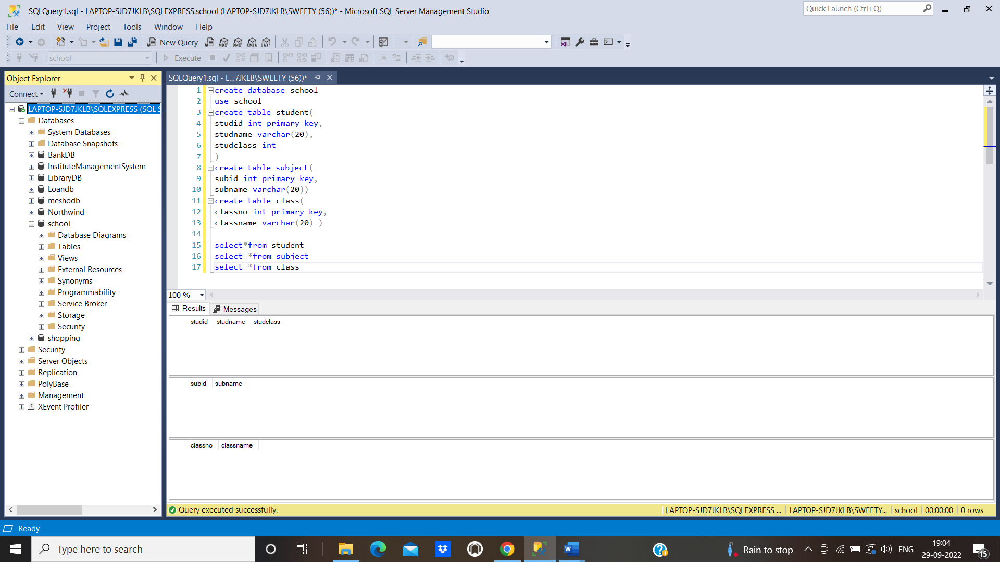 SQLQuery1.sql - LAPTOP-SJD7JKLB\SQLEXPRESS.school (LAPTOP-SJD7JKLB\SWEETY (56))* - Microsoft SQL Server Management Studio
Quick Launch (Ctrl+Q)
File Edit View Project Tools Window Help
New Query MDX DMX XMLA DAX
school Execute
Object Explorer
Connect
LAPTOP-SJD7JKLB\SQLEXPRESS (SQL S
Databases
System Databases
Database Snapshots
BankDB
InstituteManagementSystem
LibraryDB
Loandb
meshodb
Northwind
school
Database Diagrams
Tables
Views
External Resources
Synonyms
Programmability
Service Broker
Storage
Security
shopping
Security
Server Objects
Replication
PolyBase
Management
XEvent Profiler
SQLQuery1.sql - L...7JKLB\SWEETY (56))*
1 create database school
2 use school
3 create table student(
4 studid int primary key,
5 studname varchar(20),
6 studclass int
7 )
8 create table subject(
9 subid int primary key,
10 subname varchar(20))
11 create table class(
12 classno int primary key,
13 classname varchar(20) )
14
15 select*from student
16 select *from subject
17 select *from class
100 %
Results Messages
studid studname studclass
subid subname
classno classname
Query executed successfully.
LAPTOP-SJD7JKLB\SQLEXPRESS ... LAPTOP-SJD7JKLB\SWEETY... school 00:00:00 0 rows
Ready
Type here to search
W
Rain to stop
ENG
19:04
29-09-2022
15